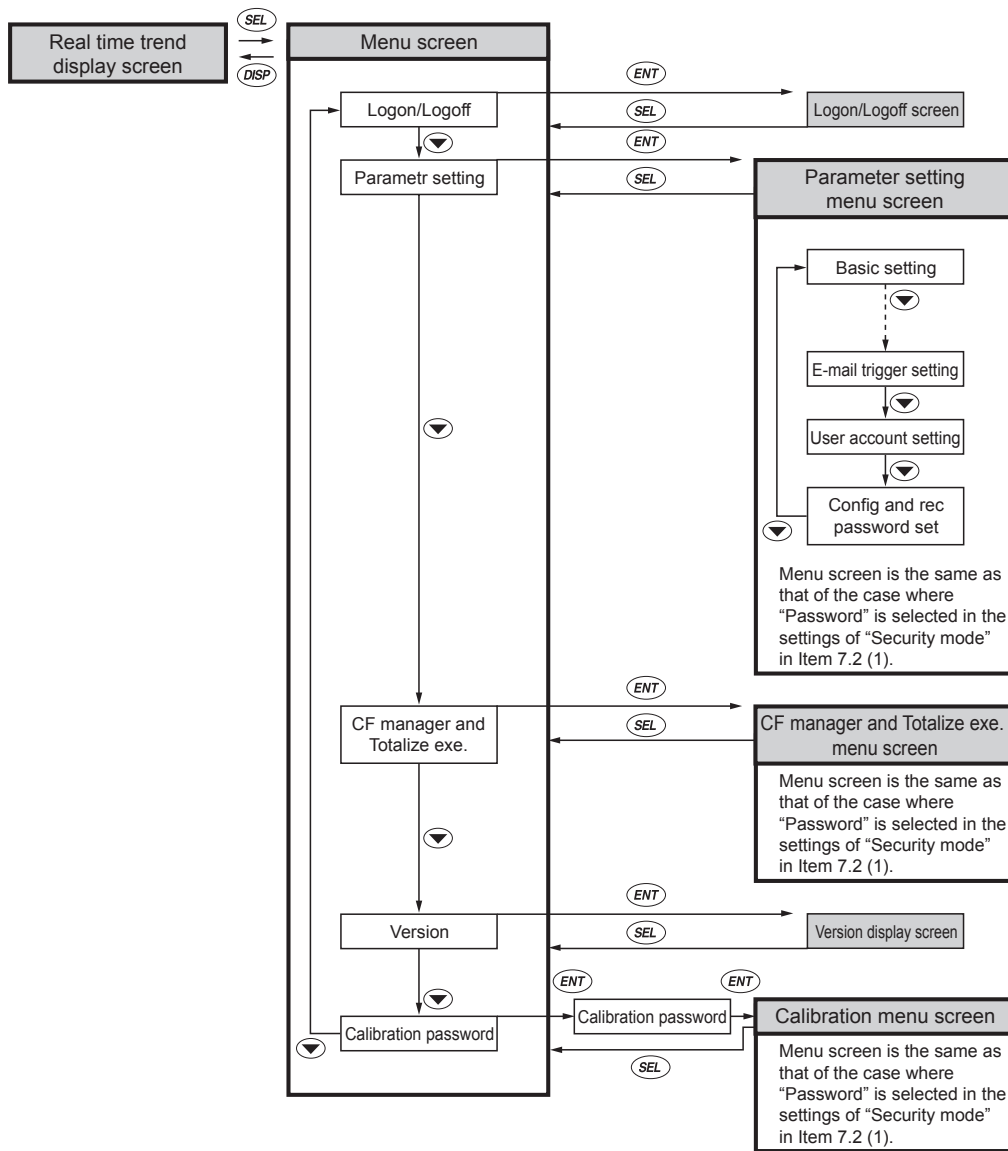 SEL
Real time trend
display screen
DISP
Menu screen
Logon/Logoff
ENT
SEL
Logon/Logoff screen
Parametr setting
ENT
SEL
Parameter setting
menu screen
Basic setting
E-mail trigger setting
User account setting
Config and rec
password set
Menu screen is the same as
that of the case where
“Password” is selected in the
settings of “Security mode”
in Item 7.2 (1).
CF manager and
Totalize exe.
ENT
SEL
CF manager and Totalize exe.
menu screen
Menu screen is the same as
that of the case where
“Password” is selected in the
settings of “Security mode”
in Item 7.2 (1).
Version
ENT
SEL
Version display screen
Calibration password
ENT
Calibration password
ENT
SEL
Calibration menu screen
Menu screen is the same as
that of the case where
“Password” is selected in the
settings of “Security mode”
in Item 7.2 (1).